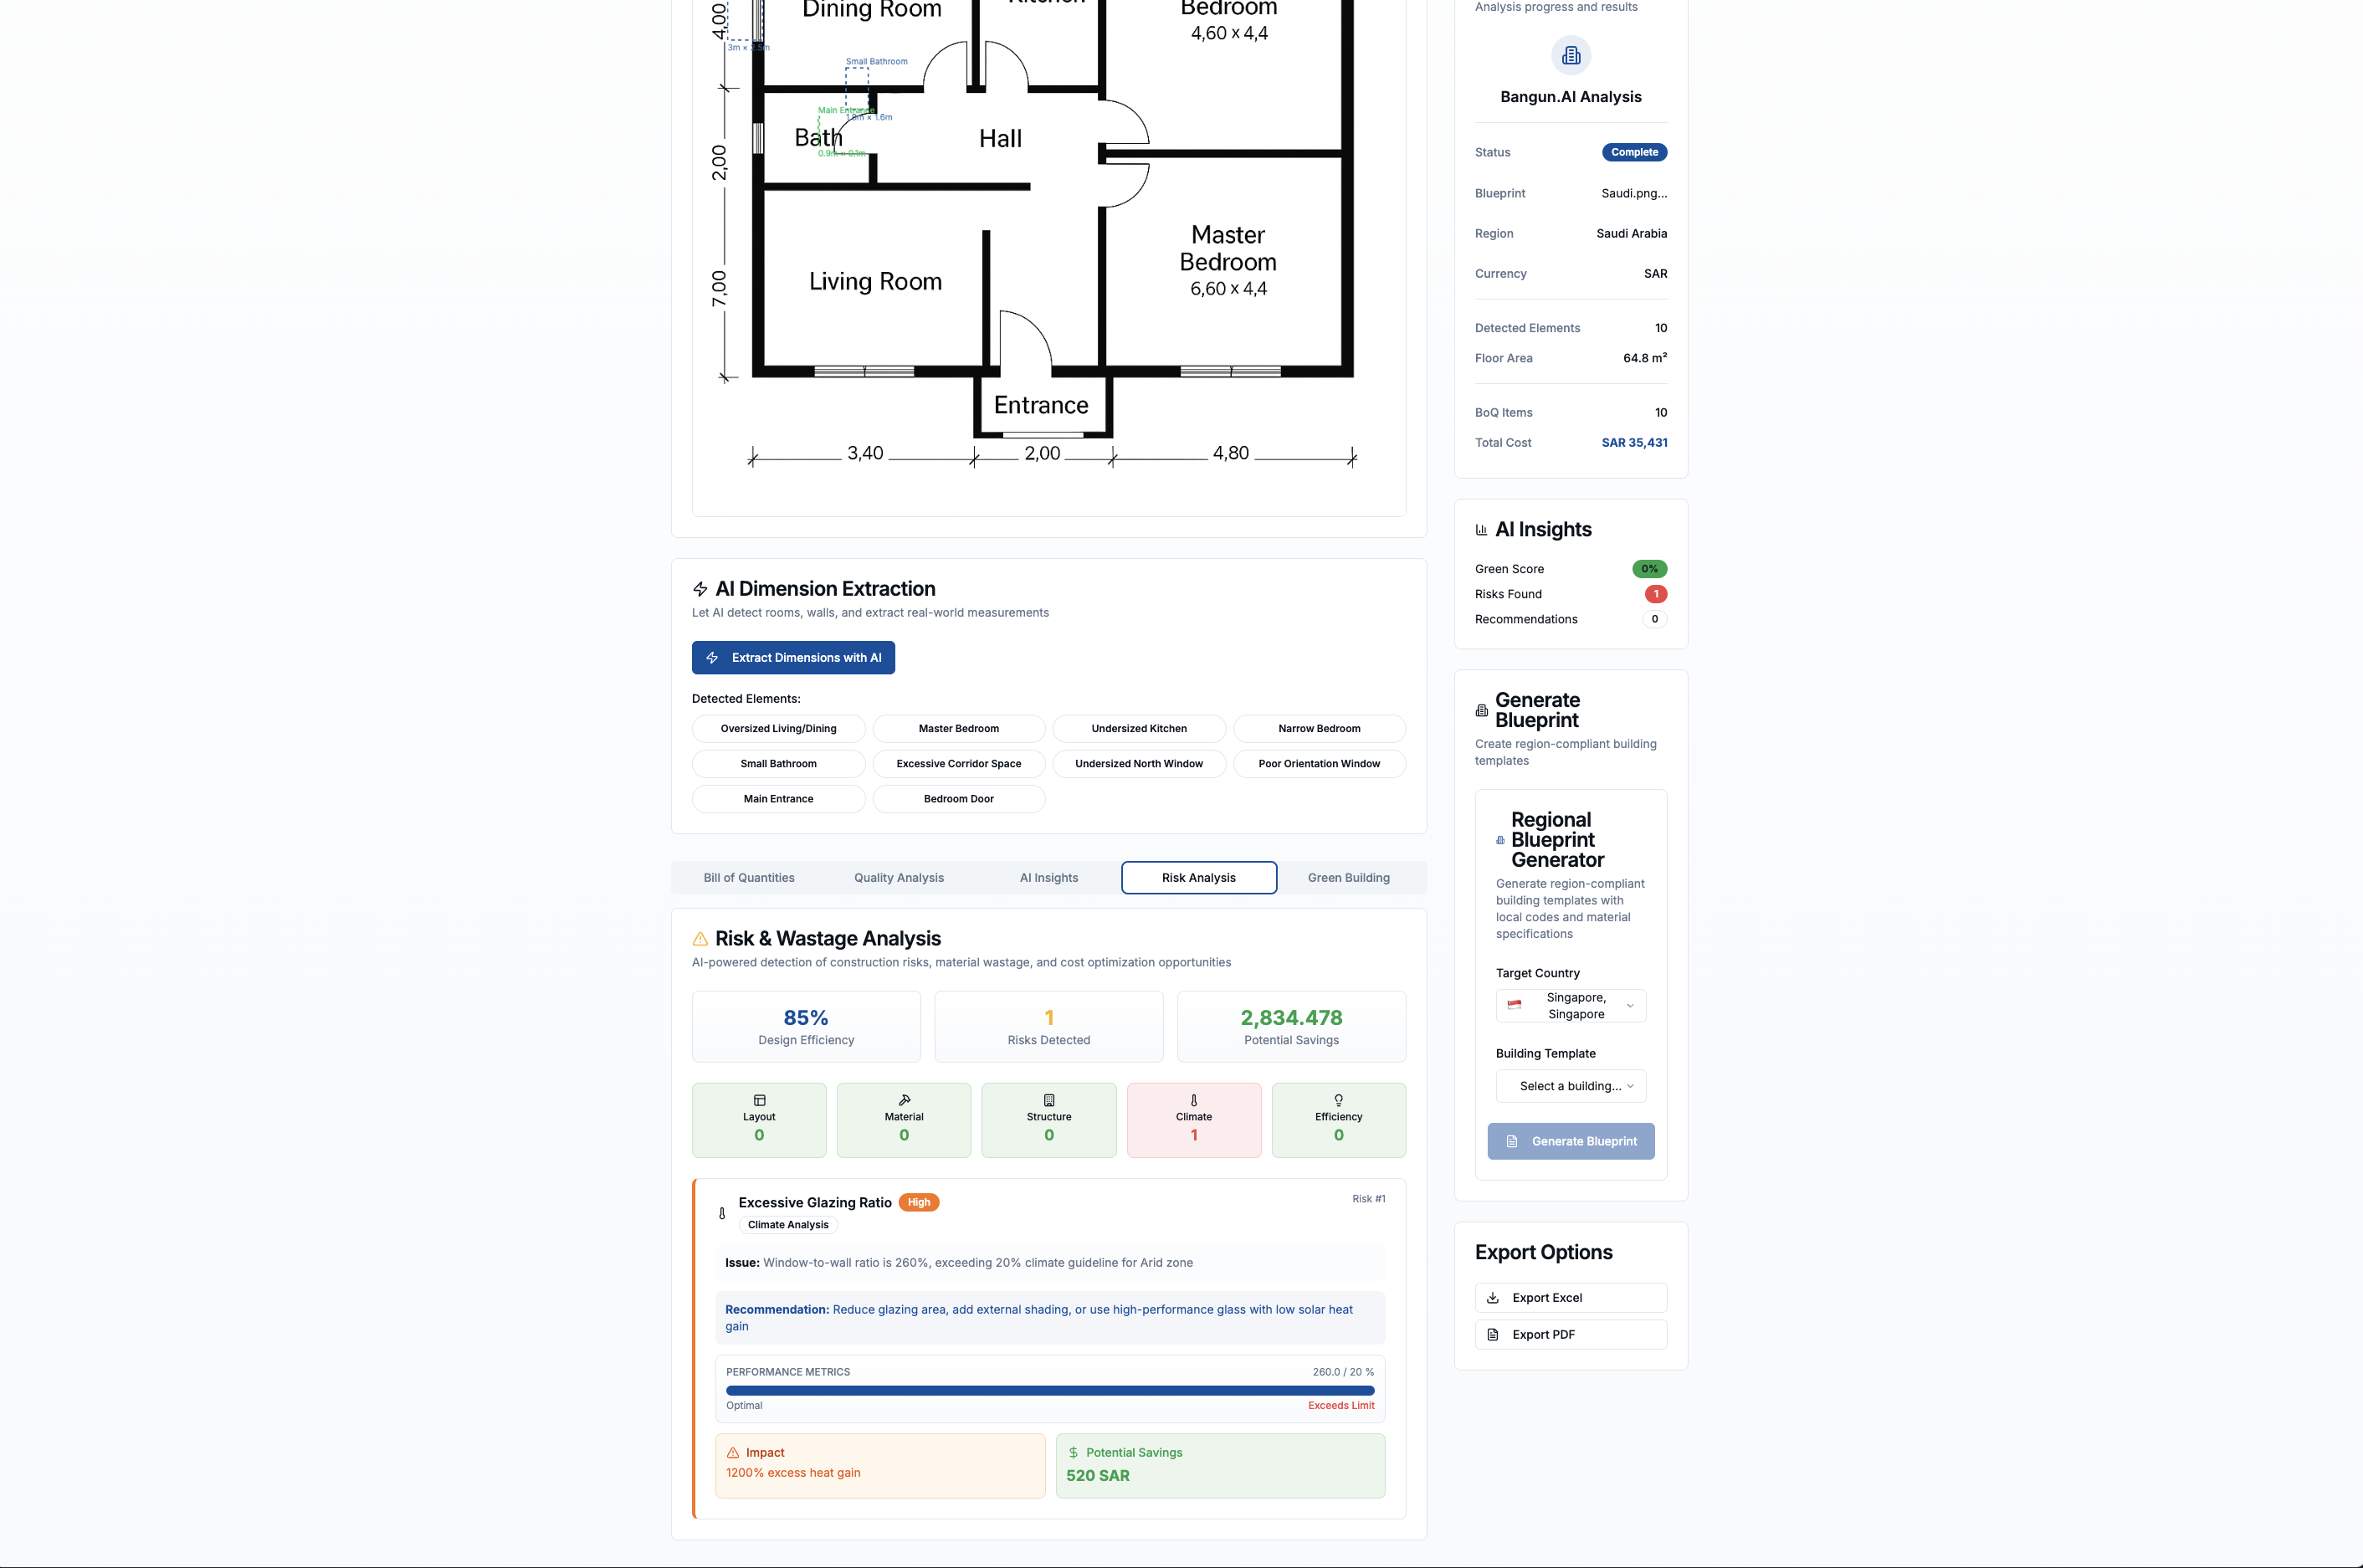 Dining Room
Kitchen
Bedroom
4,60 x 4,4
4,00
3m × 2.5m
Small Bathroom
Main Entrance
1.8m × 1.6m
Bath
0.9m × 0.1m
Hall
2,00
Master
Bedroom
6,60 x 4,4
Living Room
7,00
Entrance
3,40
2,00
4,80
AI Dimension Extraction
Let AI detect rooms, walls, and extract real-world measurements
Extract Dimensions with AI
Detected Elements:
Oversized Living/Dining
Master Bedroom
Undersized Kitchen
Narrow Bedroom
Small Bathroom
Excessive Corridor Space
Undersized North Window
Poor Orientation Window
Main Entrance
Bedroom Door
Bill of Quantities
Quality Analysis
AI Insights
Risk Analysis
Green Building
Risk & Wastage Analysis
AI-powered detection of construction risks, material wastage, and cost optimization opportunities
85%
Design Efficiency
1
Risks Detected
2,834.478
Potential Savings
Layout
0
Material
0
Structure
0
Climate
1
Efficiency
0
Excessive Glazing Ratio High
Risk #1
Climate Analysis
Issue: Window-to-wall ratio is 260%, exceeding 20% climate guideline for Arid zone
Recommendation: Reduce glazing area, add external shading, or use high-performance glass with low solar heat
gain
PERFORMANCE METRICS
260.0 / 20 %
Optimal
Exceeds Limit
Impact
1200% excess heat gain
Potential Savings
520 SAR
Analysis progress and results
Bangun.AI Analysis
Status Complete
Blueprint Saudi.png...
Region Saudi Arabia
Currency SAR
Detected Elements 10
Floor Area 64.8 m²
BoQ Items 10
Total Cost SAR 35,431
AI Insights
Green Score 0%
Risks Found 1
Recommendations 0
Generate
Blueprint
Create region-compliant building
templates
Regional
Blueprint
Generator
Generate region-compliant
building templates with
local codes and material
specifications
Target Country
Singapore,
Singapore
Building Template
Select a building...
Generate Blueprint
Export Options
Export Excel
Export PDF